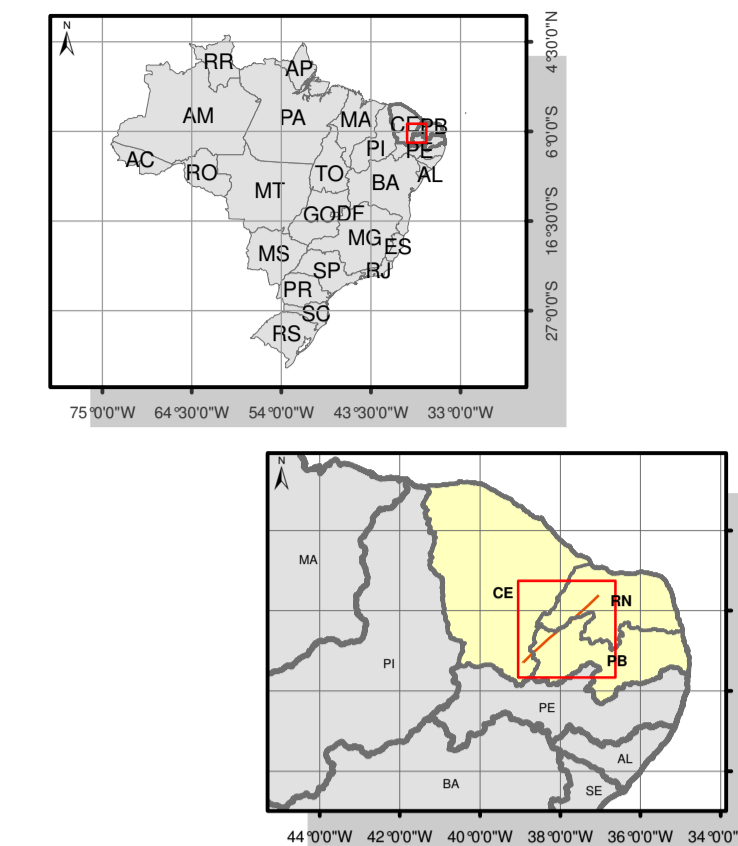 N
4°30'0"N
RR
AP
AM
PA
MA
CE
PB
6°0'0"S
PI
PE
AC
RO
TO
BA
AL
MT
GO
DF
16°30'0"S
MG
ES
MS
SP
RJ
PR
SC
27°0'0"S
RS
75°0'0"W 64°30'0"W 54°0'0"W 43°30'0"W 33°0'0"W
N
MA
CE
RN
PI
PB
PE
AL
BA
SE
44°0'0"W 42°0'0"W 40°0'0"W 38°0'0"W 36°0'0"W 34°0'0"